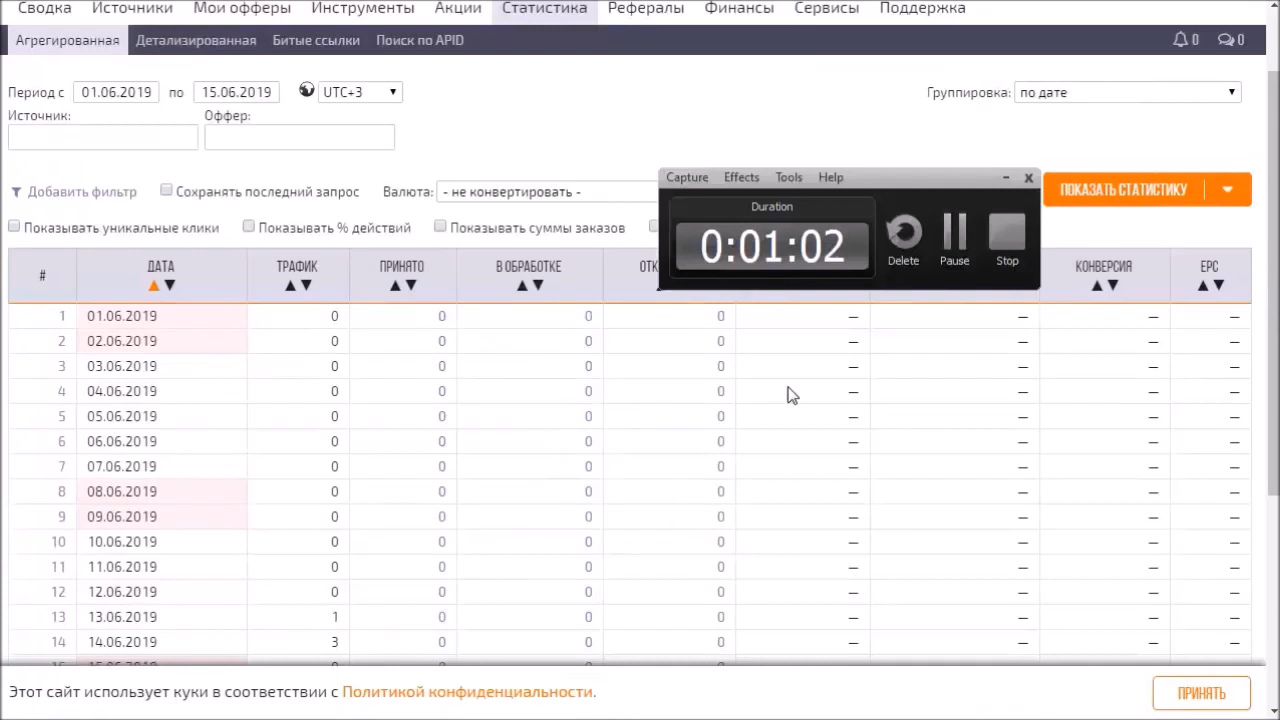 Сводка Источники Мои офферы Инструменты Акции Статистика Рефералы Финансы Сервисы Поддержка
Агрегированная Детализированная Битые ссылки Поиск по APID 0 0
Период с 01.06.2019 по 15.06.2019 UTC+3 Группировка: по дате
Источник: Оффер:
Добавить фильтр Сохранять последний запрос Валюта: - не конвертировать - ПОКАЗАТЬ СТАТИСТИКУ
Capture Effects Tools Help
Duration
0:01:02
Delete Pause Stop
Показывать уникальные клики Показывать % действий Показывать суммы заказов
# ДАТА ТРАФИК ПРИНЯТО В ОБРАБОТКЕ КОНВЕРСИЯ EPC
1 01.06.2019 0 0 0 0 – – – –
2 02.06.2019 0 0 0 0 – – – –
3 03.06.2019 0 0 0 0 – – – –
4 04.06.2019 0 0 0 0 – – – –
5 05.06.2019 0 0 0 0 – – – –
6 06.06.2019 0 0 0 0 – – – –
7 07.06.2019 0 0 0 0 – – – –
8 08.06.2019 0 0 0 0 – – – –
9 09.06.2019 0 0 0 0 – – – –
10 10.06.2019 0 0 0 0 – – – –
11 11.06.2019 0 0 0 0 – – – –
12 12.06.2019 0 0 0 0 – – – –
13 13.06.2019 1 0 0 0 – – – –
14 14.06.2019 3 0 0 0 – – – –
Этот сайт использует куки в соответствии с Политикой конфиденциальности. ПРИНЯТЬ